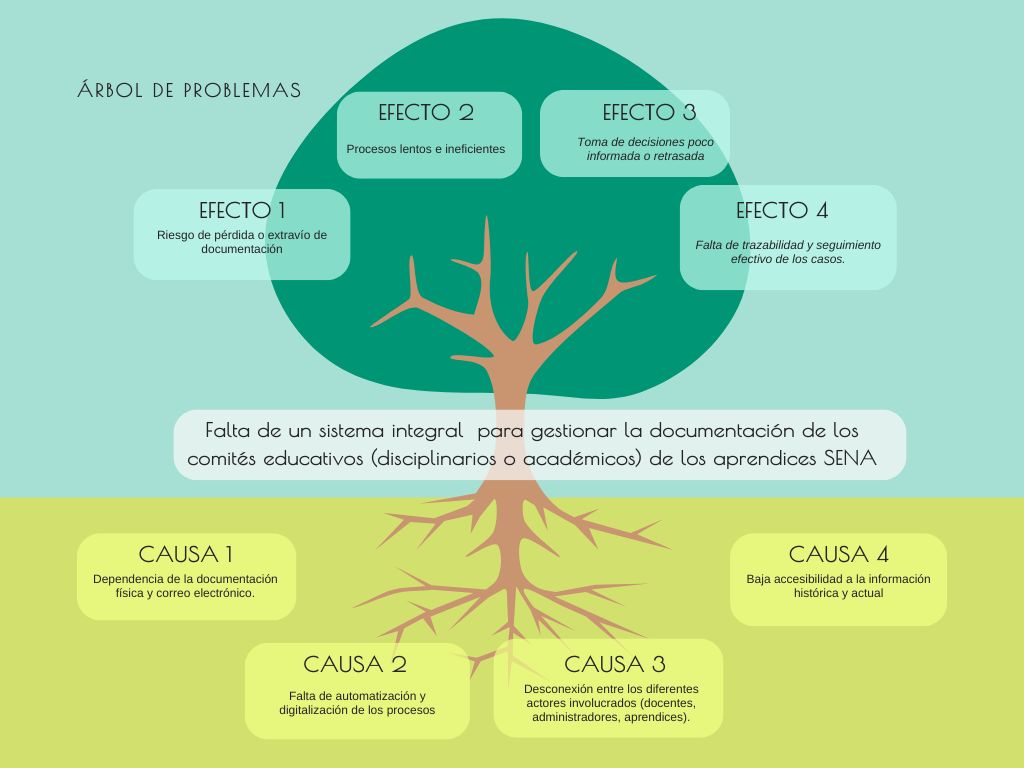 ÁRBOL DE PROBLEMAS
EFECTO 2
Procesos lentos e ineficientes
EFECTO 3
Toma de decisiones poco
informada o retrasada
EFECTO 1
Riesgo de pérdida o extravío de
documentación
EFECTO 4
Falta de trazabilidad y seguimiento
efectivo de los casos.
Falta de un sistema integral  para gestionar la documentación de los
comités educativos (disciplinarios o académicos) de los aprendices SENA
CAUSA 1
Dependencia de la documentación
física y correo electrónico.
CAUSA 4
Baja accesibilidad a la información
histórica y actual
CAUSA 2
Falta de automatización y
digitalización de los procesos
CAUSA 3
Desconexión entre los diferentes
actores involucrados (docentes,
administradores, aprendices).